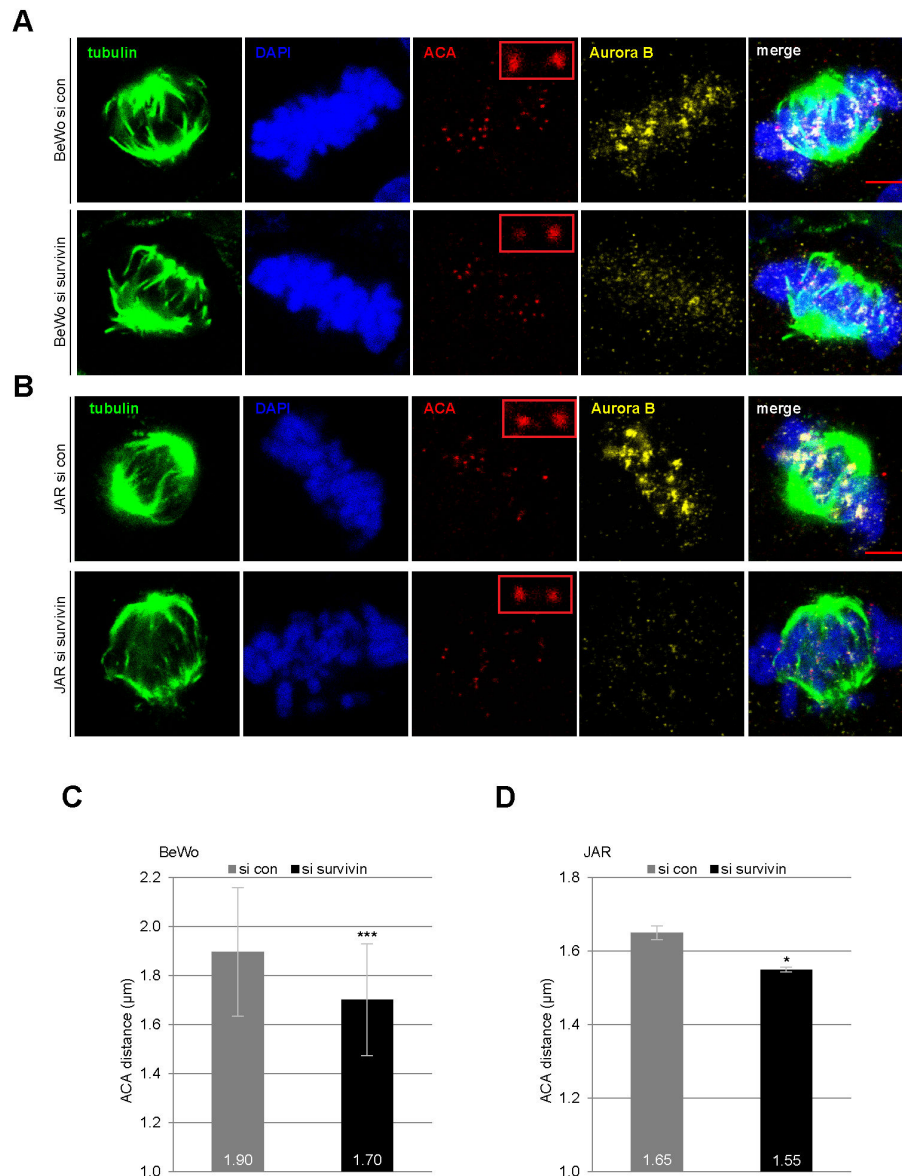 A
tubulin DAPI ACA Aurora B merge
BeWo si con
BeWo si survivin
B
tubulin DAPI ACA Aurora B merge
JAR si con
JAR si survivin
C
BeWo
si con si survivin
ACA distance (µm)
2.2
2.0
1.8
1.6
1.4
1.2
1.0
***
1.90 1.70
D
JAR
si con si survivin
ACA distance (µm)
1.8
1.6
1.4
1.2
1.0
*
1.65 1.55